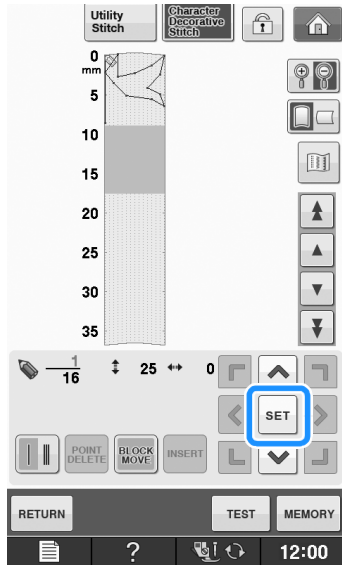 Utility
Stitch
Character
Decorative
Stitch
0
mm
5
10
15
20
25
30
35
1
16
25
0
SET
POINT
DELETE
BLOCK
MOVE
INSERT
RETURN
TEST
MEMORY
?
12:00